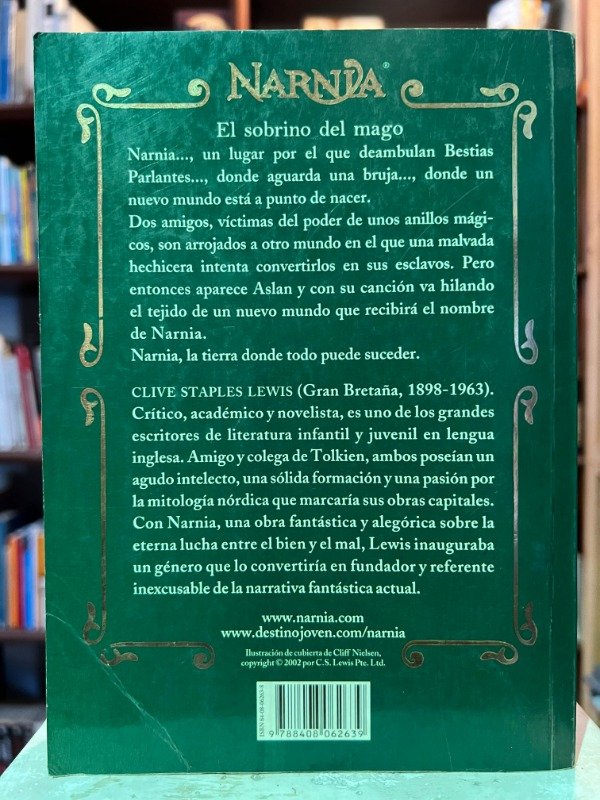 NARNIA®
El sobrino del mago
Narnia..., un lugar por el que deambulan Bestias
Parlantes..., donde aguarda una bruja..., donde un
nuevo mundo está a punto de nacer.
Dos amigos, víctimas del poder de unos anillos mági-
cos, son arrojados a otro mundo en el que una malvada
hechicera intenta convertirlos en sus esclavos. Pero
entonces aparece Aslan y con su canción va hilando
el tejido de un nuevo mundo que recibirá el nombre
de Narnia.
Narnia, la tierra donde todo puede suceder.
CLIVE STAPLES LEWIS (Gran Bretaña, 1898-1963).
Crítico, académico y novelista, es uno de los grandes
escritores de literatura infantil y juvenil en lengua
inglesa. Amigo y colega de Tolkien, ambos poseían un
agudo intelecto, una sólida formación y una pasión por
la mitología nórdica que marcaría sus obras capitales.
Con Narnia, una obra fantástica y alegórica sobre la
eterna lucha entre el bien y el mal, Lewis inauguraba
un género que lo convertiría en fundador y referente
inexcusable de la narrativa fantástica actual.
www.narnia.com
www.destinojoven.com/narnia
Ilustración de cubierta de Cliff Nielsen,
copyright © 2002 por C.S. Lewis Pte. Ltd.
ISBN 84-08-06263-8
9 788408 062639